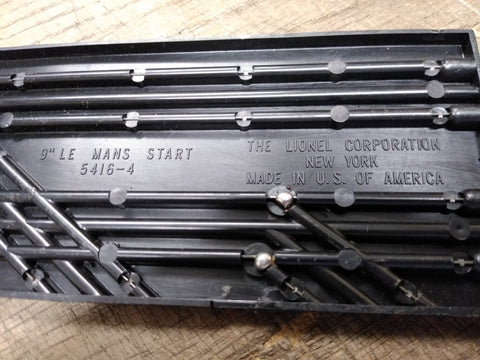 9" LE MANS START
5416-4
THE LIONEL CORPORATION
NEW YORK
MADE IN U.S. OF AMERICA